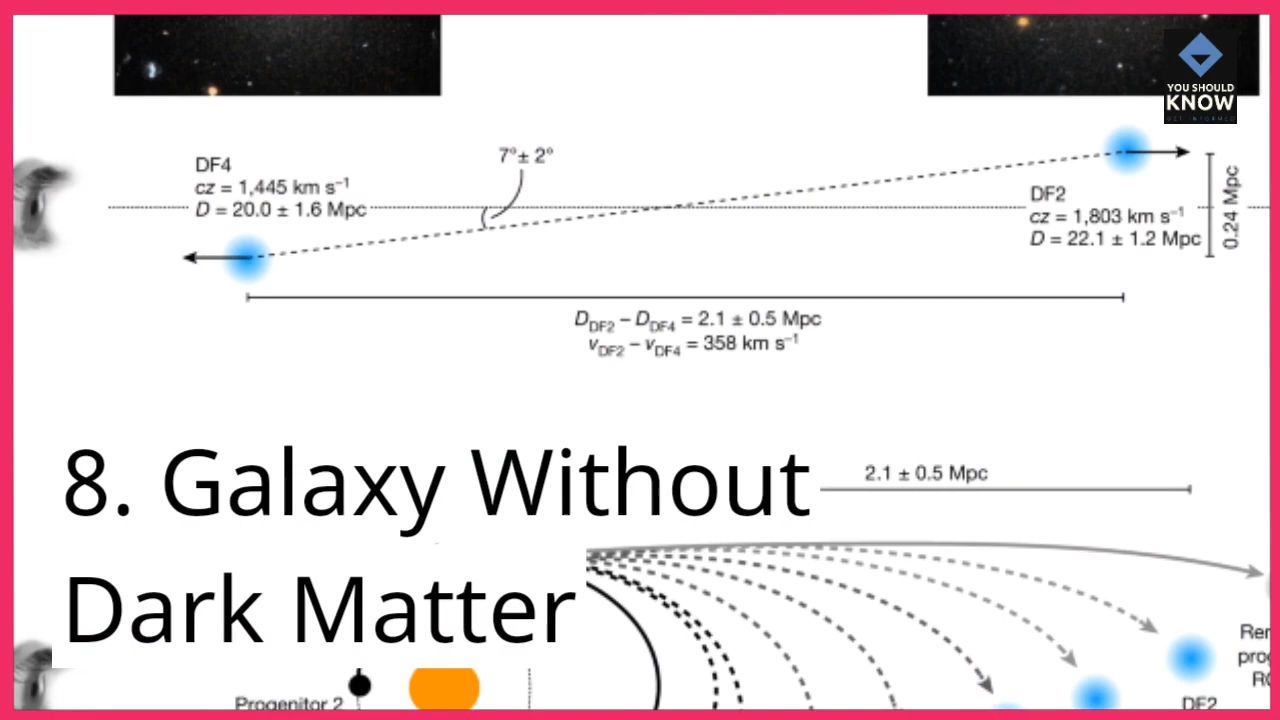 YOU SHOULD
KNOW
GET INFORMED
7°± 2°
DF4
cz = 1,445 km s⁻¹
D = 20.0 ± 1.6 Mpc
DF2
cz = 1,803 km s⁻¹
D = 22.1 ± 1.2 Mpc
0.24 Mpc
D_DF2 – D_DF4 = 2.1 ± 0.5 Mpc
v_DF2 – v_DF4 = 358 km s⁻¹
8. Galaxy Without
Dark Matter
2.1 ± 0.5 Mpc
Progenitor 2
DF2